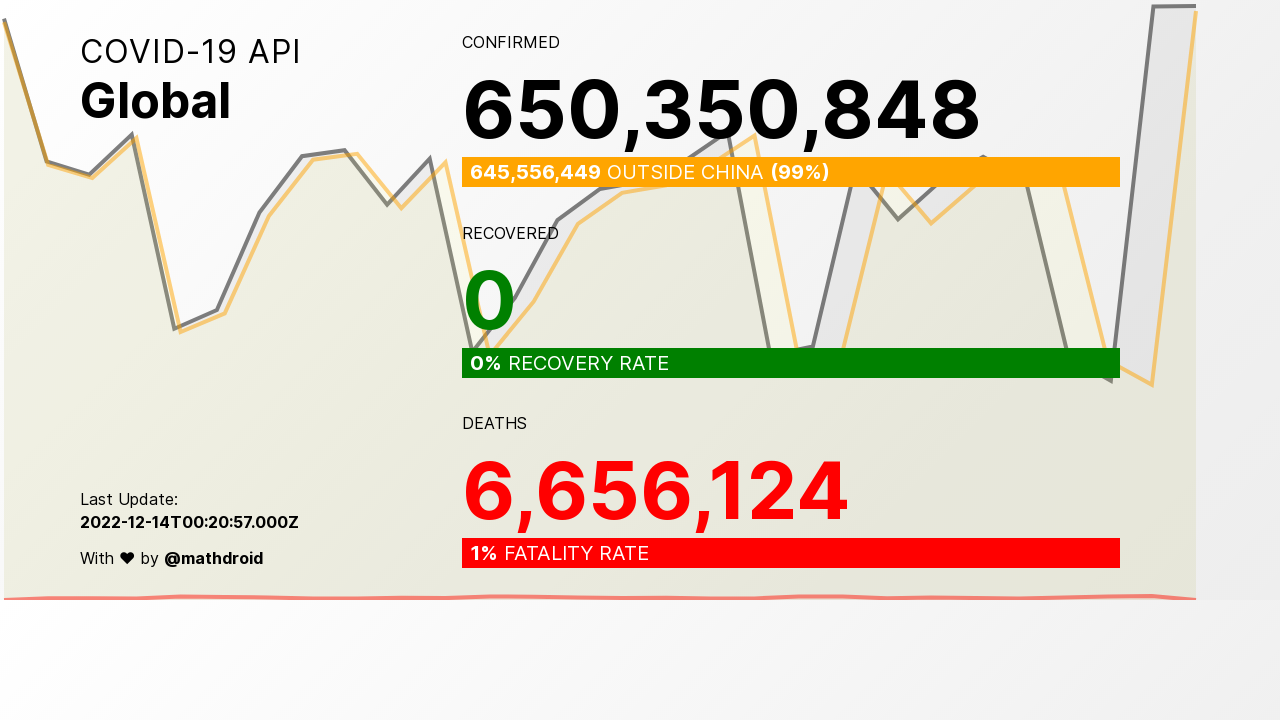 COVID-19 API
Global
CONFIRMED
650,350,848
645,556,449 OUTSIDE CHINA (99%)
RECOVERED
0
0% RECOVERY RATE
DEATHS
6,656,124
1% FATALITY RATE
Last Update:
2022-12-14T00:20:57.000Z
With ♥ by @mathdroid